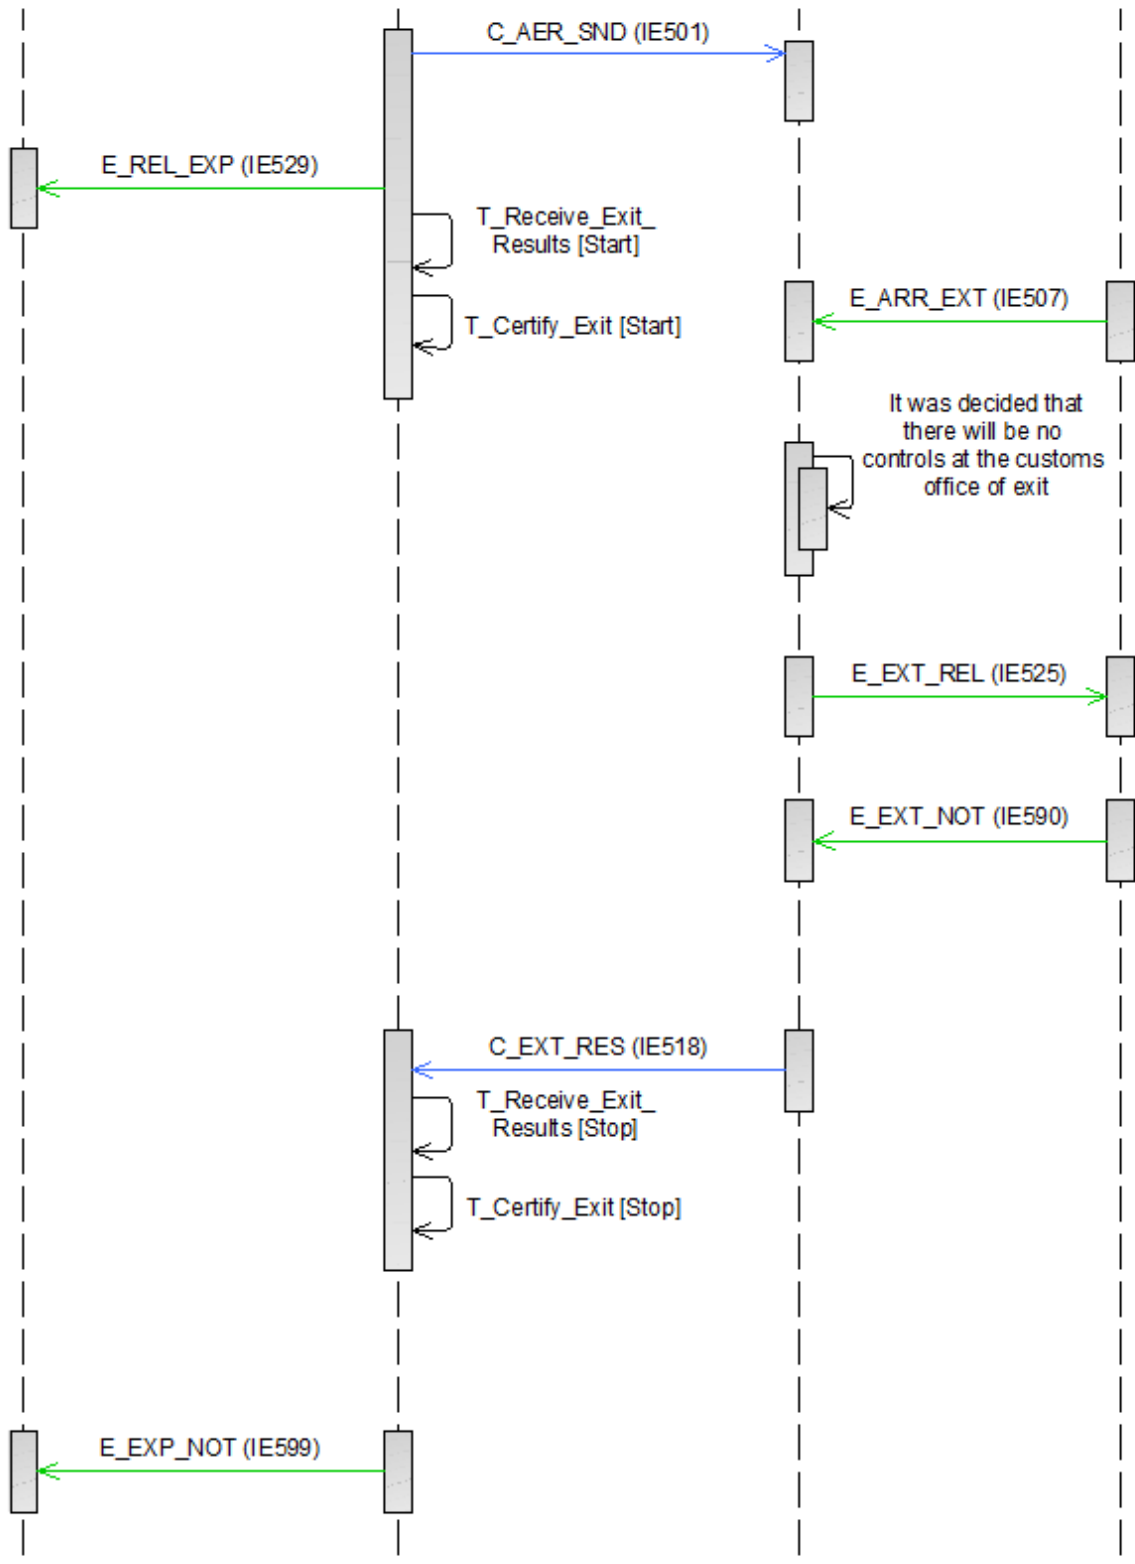 C_AER_SND (IE501)
E_REL_EXP (IE529)
T_Receive_Exit_
Results [Start]
E_ARR_EXT (IE507)
T_Certify_Exit [Start]
It was decided that
there will be no
controls at the customs
office of exit
E_EXT_REL (IE525)
E_EXT_NOT (IE590)
C_EXT_RES (IE518)
T_Receive_Exit_
Results [Stop]
T_Certify_Exit [Stop]
E_EXP_NOT (IE599)